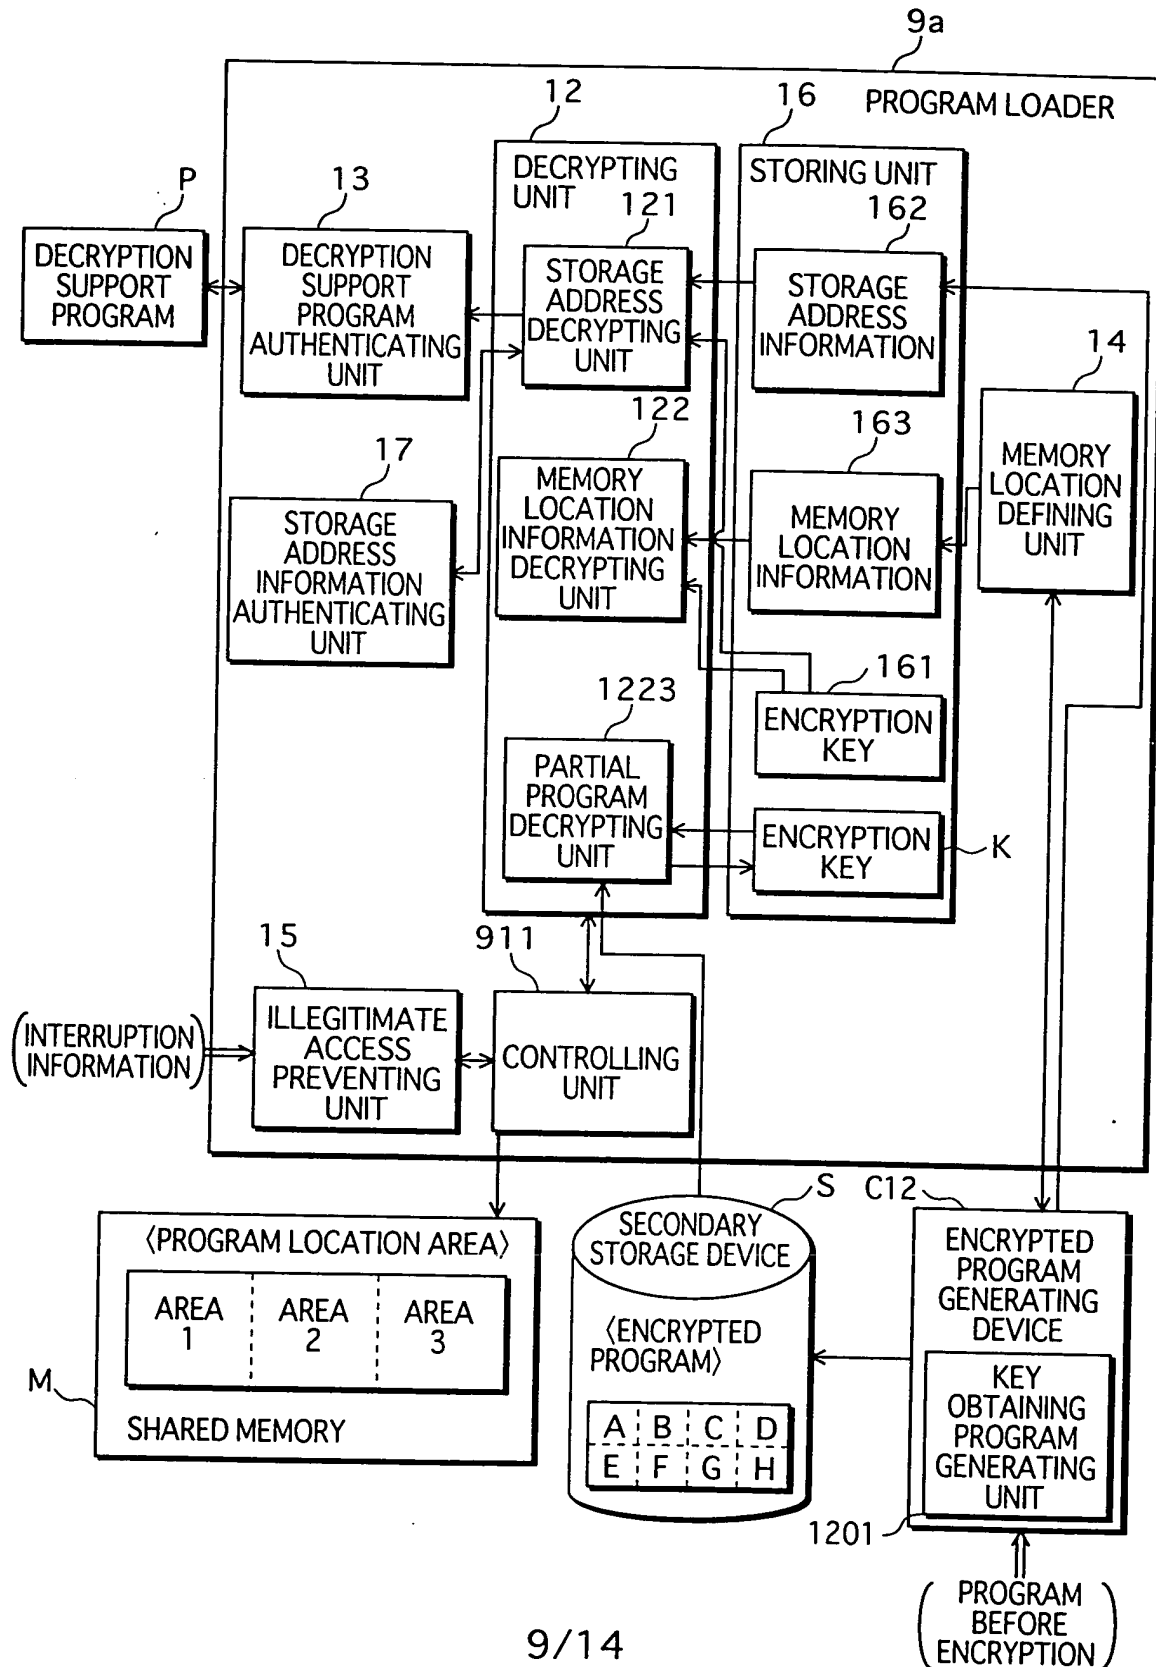 9a
PROGRAM LOADER
12
16
DECRYPTING
UNIT
STORING UNIT
P
13
121
162
DECRYPTION
SUPPORT
PROGRAM
DECRYPTION
SUPPORT
PROGRAM
AUTHENTICATING
UNIT
STORAGE
ADDRESS
DECRYPTING
UNIT
STORAGE
ADDRESS
INFORMATION
14
122
163
17
MEMORY
LOCATION
INFORMATION
DECRYPTING
UNIT
MEMORY
LOCATION
INFORMATION
MEMORY
LOCATION
DEFINING
UNIT
STORAGE
ADDRESS
INFORMATION
AUTHENTICATING
UNIT
1223
161
ENCRYPTION
KEY
PARTIAL
PROGRAM
DECRYPTING
UNIT
ENCRYPTION
KEY
K
15
911
(INTERRUPTION
INFORMATION)
ILLEGITIMATE
ACCESS
PREVENTING
UNIT
CONTROLLING
UNIT
S
C12
〈PROGRAM LOCATION AREA〉
AREA
1
AREA
2
AREA
3
M
SHARED MEMORY
SECONDARY
STORAGE DEVICE
〈ENCRYPTED
PROGRAM〉
A B C D
E F G H
ENCRYPTED
PROGRAM
GENERATING
DEVICE
KEY
OBTAINING
PROGRAM
GENERATING
UNIT
1201
(PROGRAM
BEFORE
ENCRYPTION)
9/14